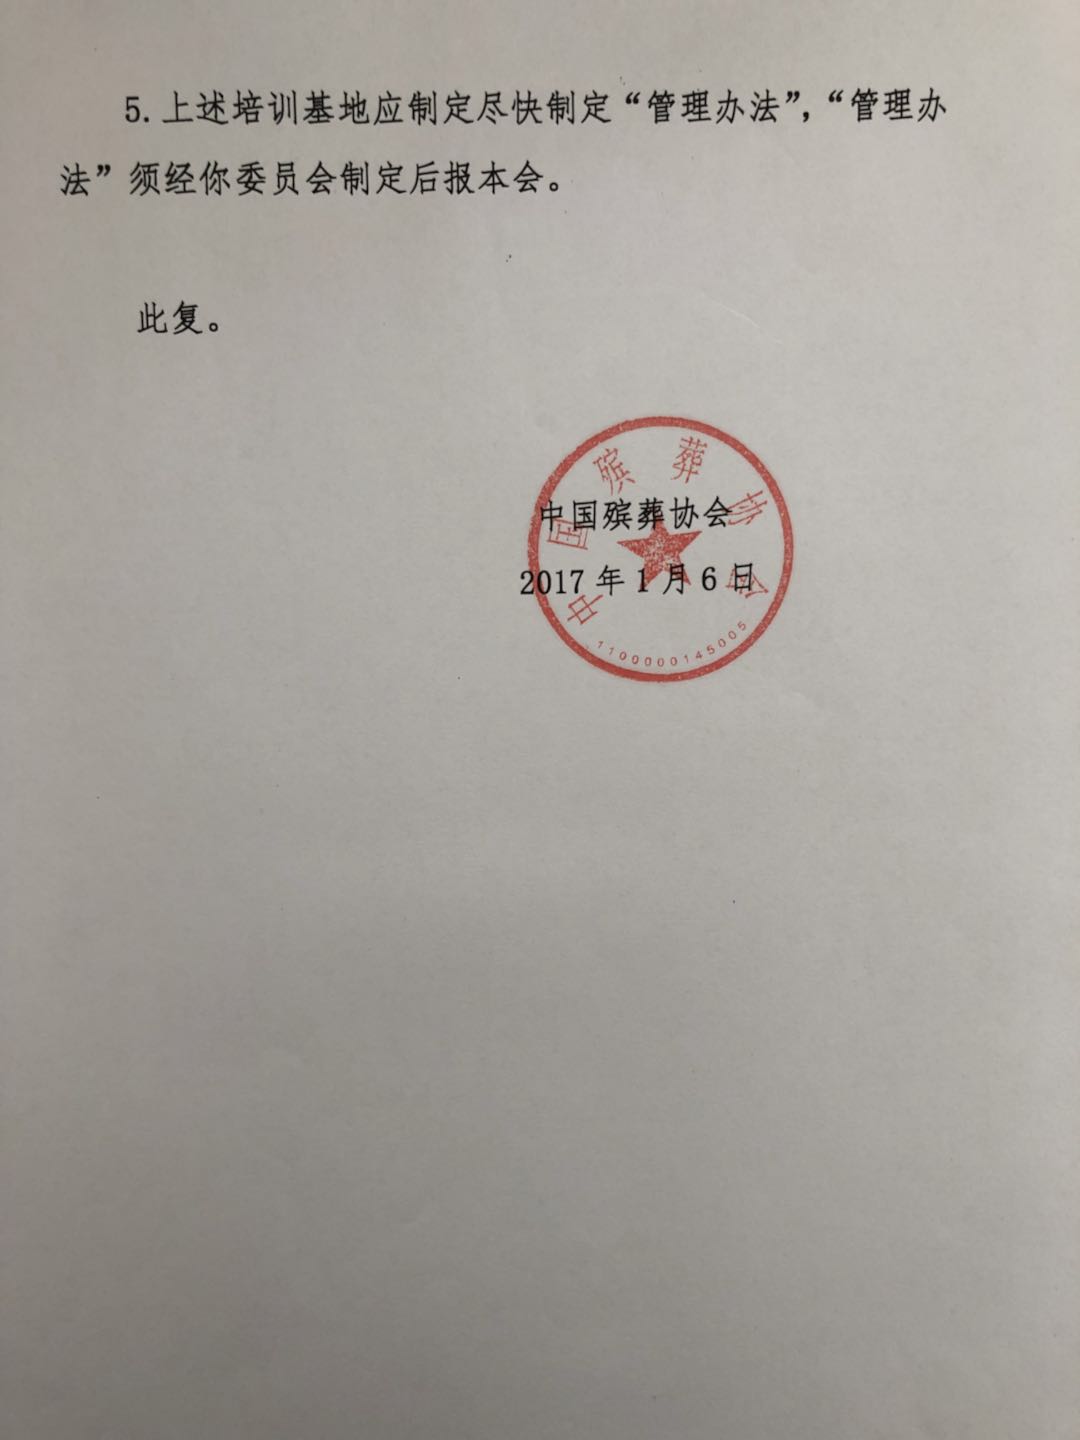 5.上述培训基地应制定尽快制定“管理办法”，“管理办
法”须经你委员会制定后报本会。
此复。
中国殡葬协会
2017年1月6日
中国殡葬协会
1100000145005